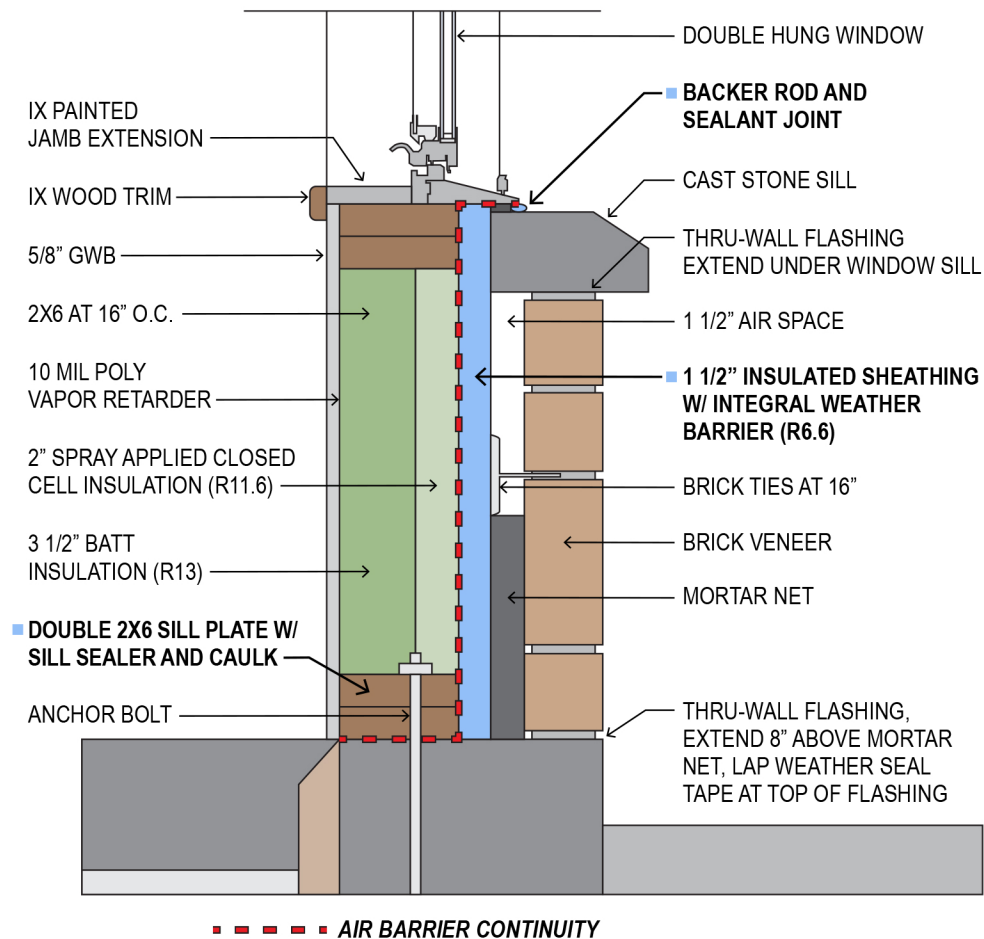 DOUBLE HUNG WINDOW
BACKER ROD AND
SEALANT JOINT
IX PAINTED
JAMB EXTENSION
CAST STONE SILL
IX WOOD TRIM
THRU-WALL FLASHING
EXTEND UNDER WINDOW SILL
5/8” GWB
2X6 AT 16” O.C.
1 1/2” AIR SPACE
10 MIL POLY
VAPOR RETARDER
1 1/2” INSULATED SHEATHING
W/ INTEGRAL WEATHER
BARRIER (R6.6)
2” SPRAY APPLIED CLOSED
CELL INSULATION (R11.6)
BRICK TIES AT 16”
3 1/2” BATT
INSULATION (R13)
BRICK VENEER
MORTAR NET
DOUBLE 2X6 SILL PLATE W/
SILL SEALER AND CAULK
ANCHOR BOLT
THRU-WALL FLASHING,
EXTEND 8” ABOVE MORTAR
NET, LAP WEATHER SEAL
TAPE AT TOP OF FLASHING
AIR BARRIER CONTINUITY